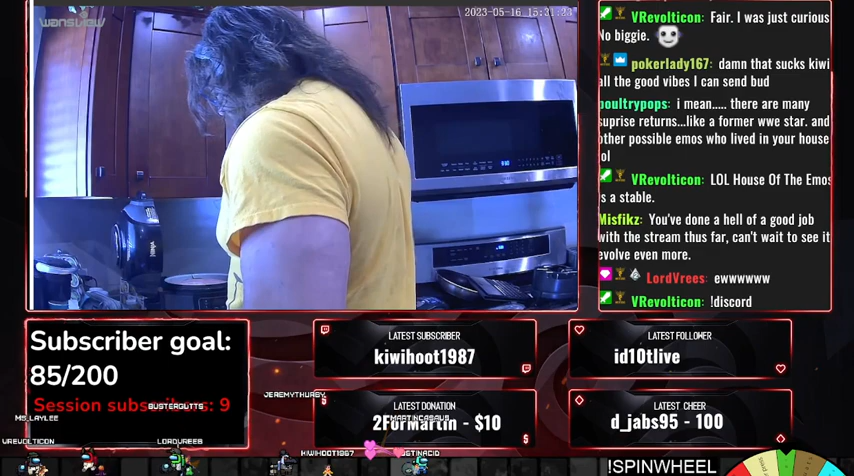 wansview
2023-05-16 15:21:23
VRevolticon: Fair. I was just curious
No biggie.
pokerlady167: damn that sucks kiwi
all the good vibes I can send bud
poultrypops: i mean..... there are many
suprise returns...like a former wwe star. and
other possible emos who lived in your house
lol
VRevolticon: LOL House Of The Emos
is a stable.
Misfikz: You've done a hell of a good job
with the stream thus far, can't wait to see it
evolve even more.
LordVrees: ewwwwww
VRevolticon: !discord
Subscriber goal:
85/200
Session subscribers: 9
LATEST SUBSCRIBER
kiwihoot1987
LATEST FOLLOWER
id10tlive
LATEST DONATION
2ForMartin - $10
LATEST CHEER
d_jabs95 - 100
JEREMYTHURBY
BUSTERGUTTS
MS_LAYLEE
VREVOLTICON
LORDVREES
KIWIHOOT1987
JUSTINACID
!SPINWHEEL